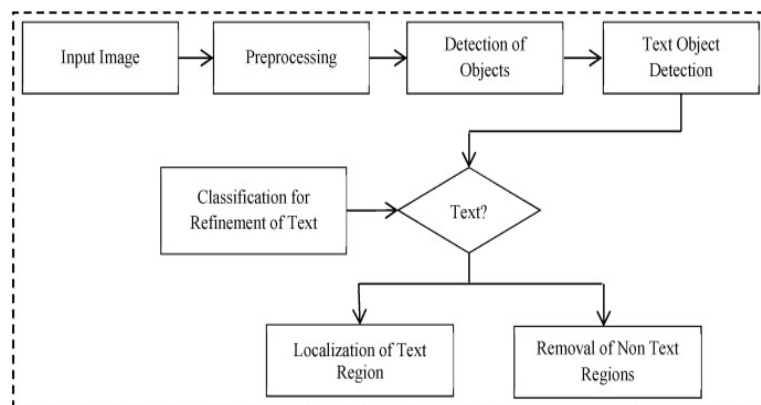 Input Image
Preprocessing
Detection of
Objects
Text Object
Detection
Classification for
Refinement of Text
Text?
Localization of Text
Region
Removal of Non Text
Regions